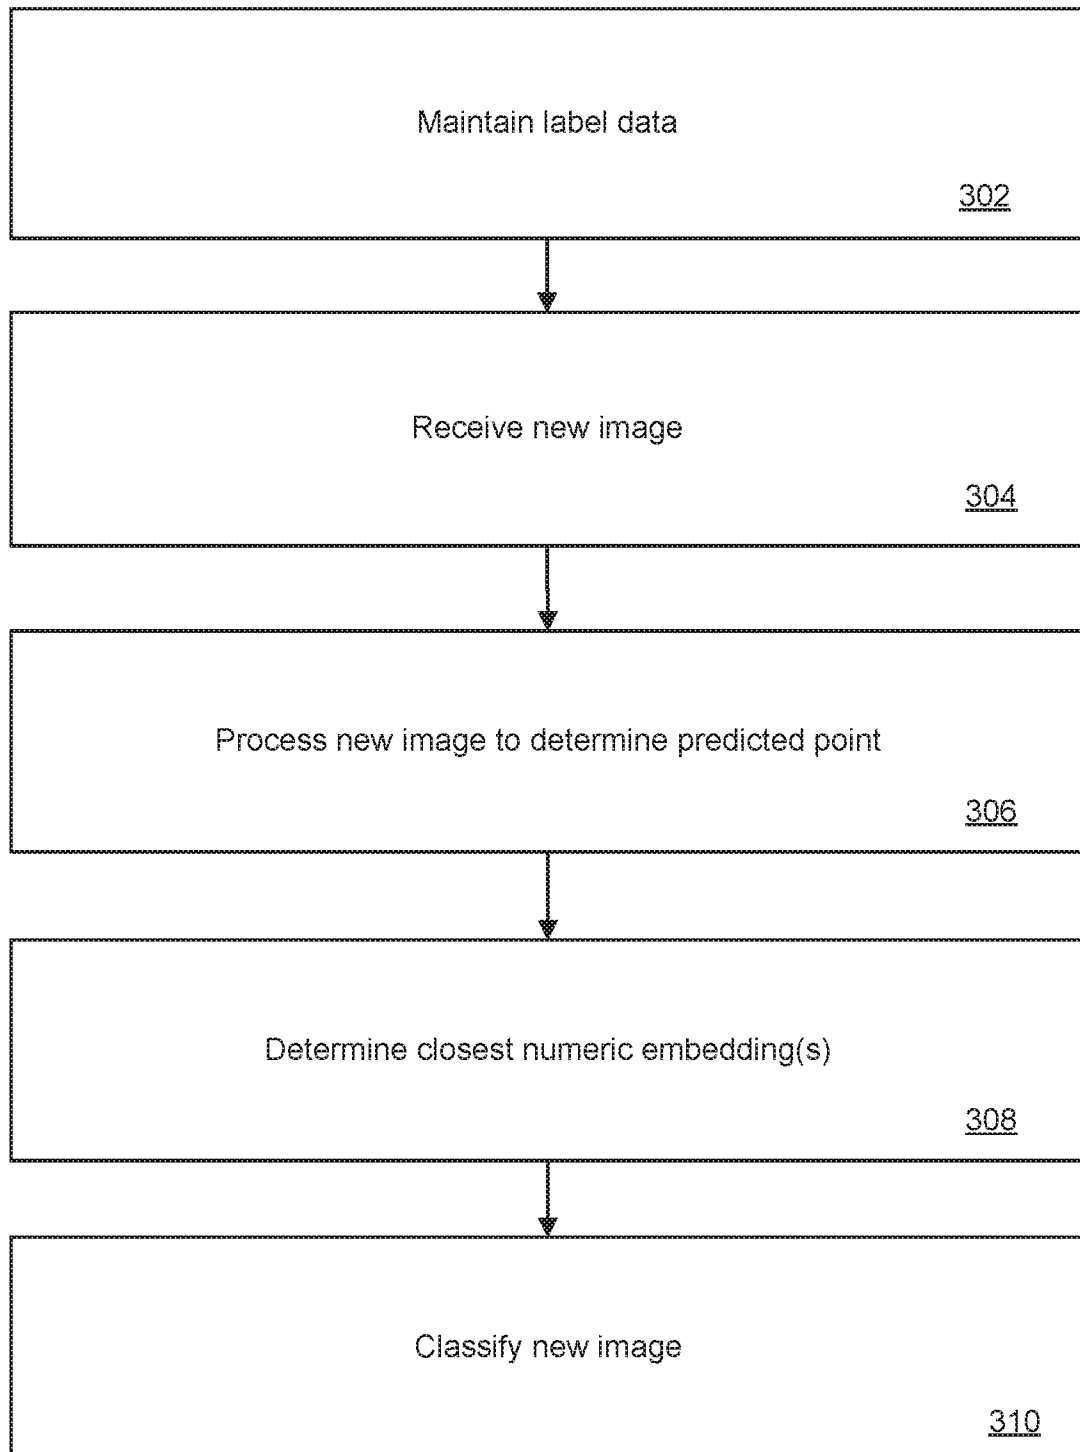 Maintain label data
302
Receive new image
304
Process new image to determine predicted point
306
Determine closest numeric embedding(s)
308
Classify new image
310